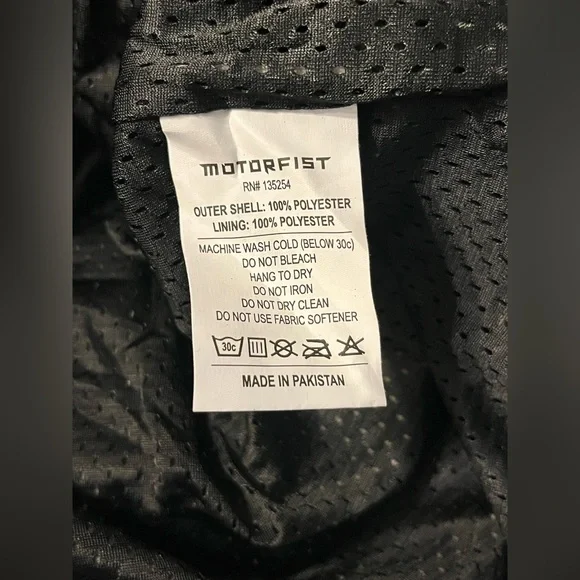 MOTORFIST
RN# 135254
OUTER SHELL: 100% POLYESTER
LINING: 100% POLYESTER
MACHINE WASH COLD (BELOW 30c)
DO NOT BLEACH
HANG TO DRY
DO NOT IRON
DO NOT DRY CLEAN
DO NOT USE FABRIC SOFTENER
30c
MADE IN PAKISTAN